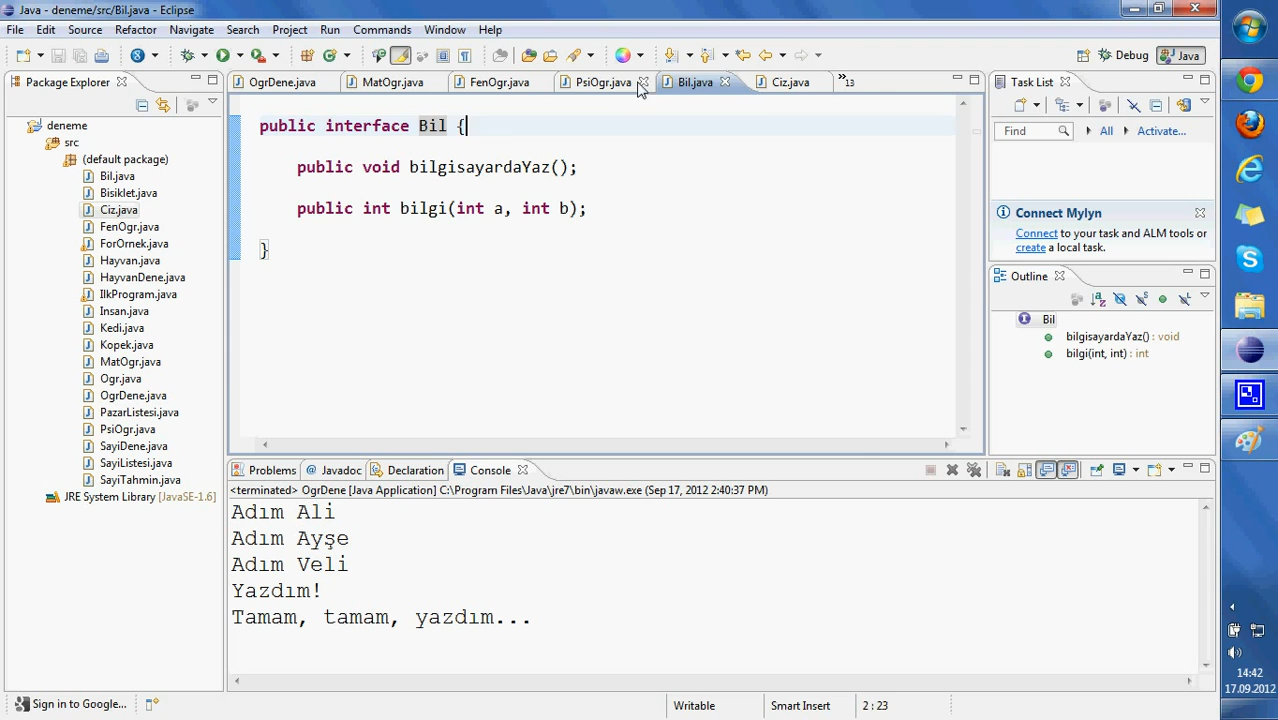 Java - deneme/src/Bil.java - Eclipse
File Edit Source Refactor Navigate Search Project Run Commands Window Help
Debug Java
Package Explorer
OgrDene.java MatOgr.java FenOgr.java PsiOgr.java Bil.java Ciz.java »13
Task List
Find All Activate...
deneme
src
(default package)
Bil.java
Bisiklet.java
Ciz.java
FenOgr.java
ForOrnek.java
Hayvan.java
HayvanDene.java
IlkProgram.java
Insan.java
Kedi.java
Kopek.java
MatOgr.java
Ogr.java
OgrDene.java
PazarListesi.java
PsiOgr.java
SayiDene.java
SayiListesi.java
SayiTahmin.java
JRE System Library [JavaSE-1.6]
public interface Bil {
public void bilgisayardaYaz();
public int bilgi(int a, int b);
}
Connect Mylyn
Connect to your task and ALM tools or
create a local task.
Outline
Bil
bilgisayardaYaz() : void
bilgi(int, int) : int
Problems Javadoc Declaration Console
<terminated> OgrDene [Java Application] C:\Program Files\Java\jre7\bin\javaw.exe (Sep 17, 2012 2:40:37 PM)
Adım Ali
Adım Ayşe
Adım Veli
Yazdım!
Tamam, tamam, yazdım...
Sign in to Google...
Writable Smart Insert 2 : 23
14:42
17.09.2012